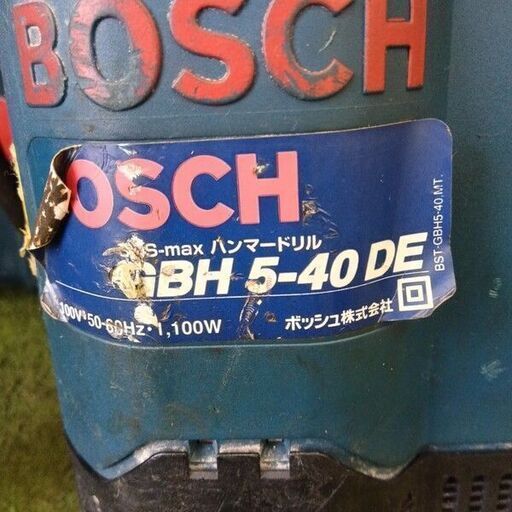 BOSCH
OSCH
S-max ハンマードリル
GBH 5-40 DE
100V~50-60Hz・1,100W
ボッシュ株式会社
BST-GBH5-40.MT.